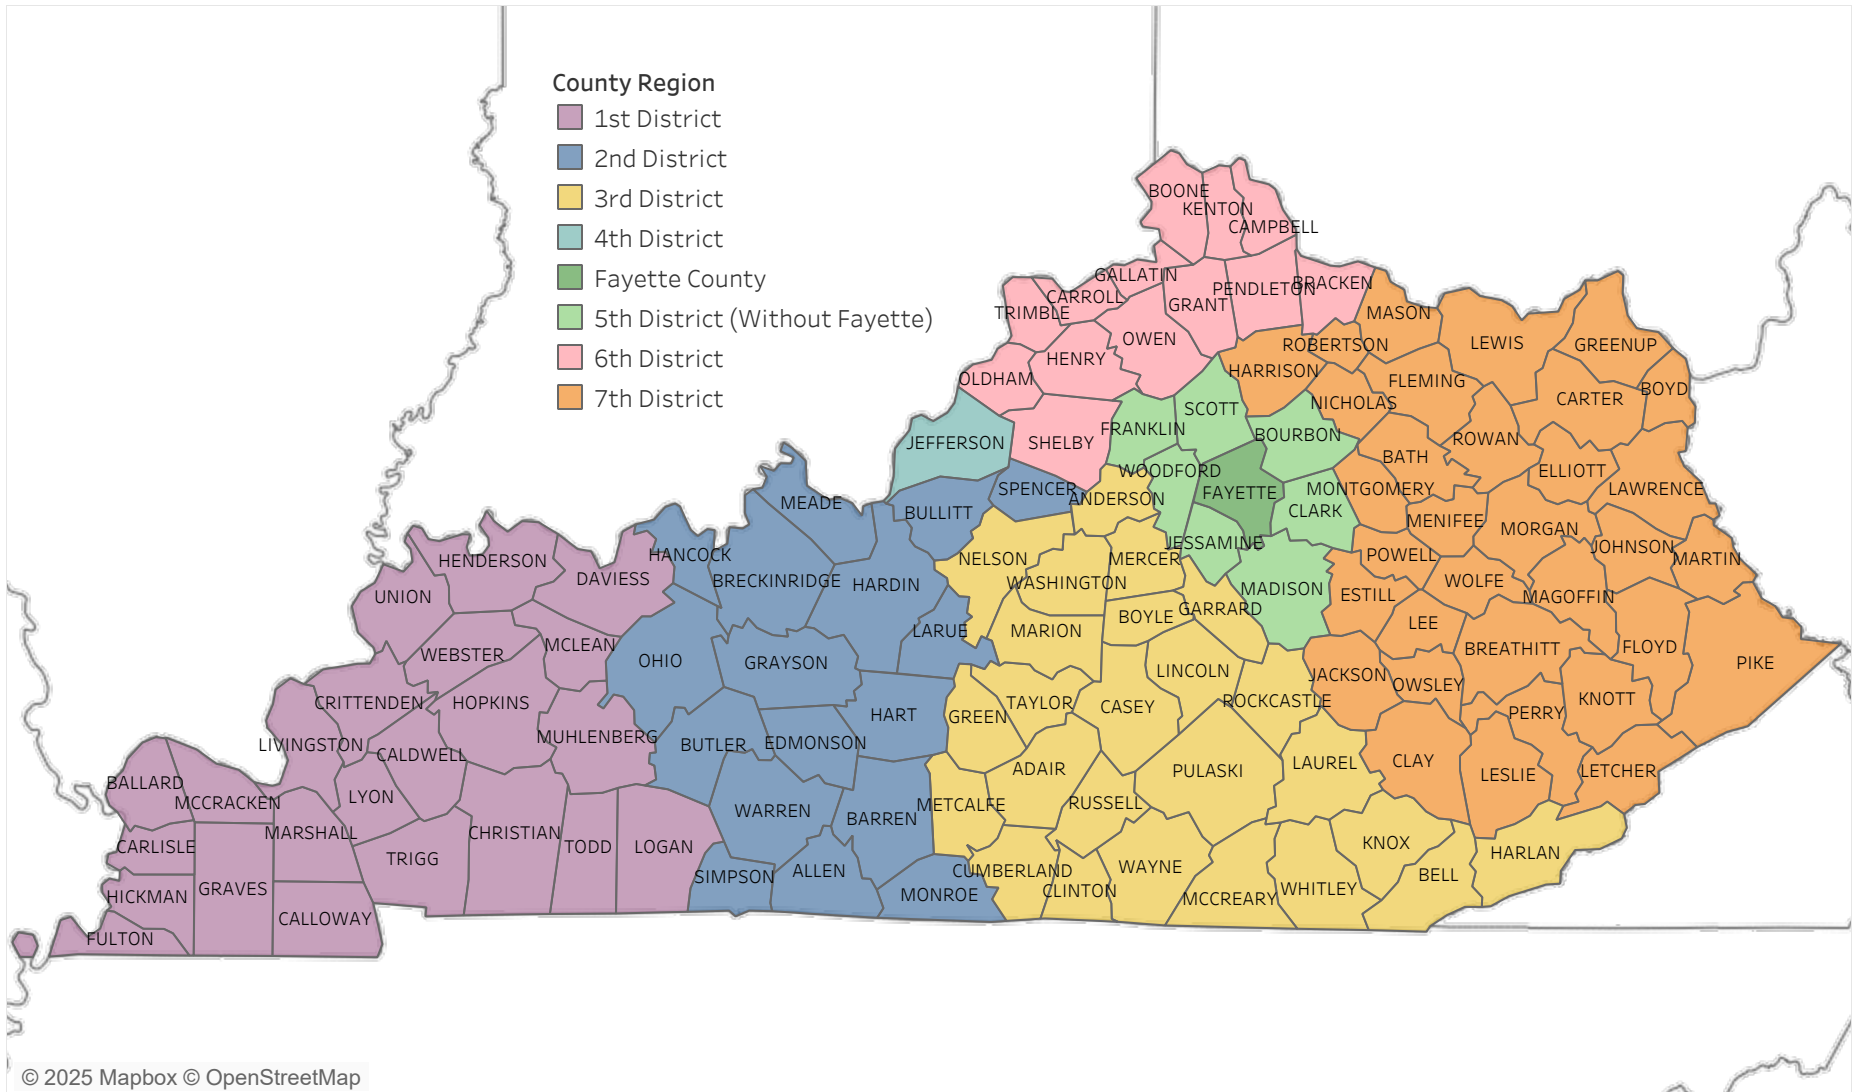 County Region
1st District
2nd District
3rd District
4th District
Fayette County
5th District (Without Fayette)
6th District
7th District
BOONE
KENTON
CAMPBELL
GALLATIN
CARROLL
TRIMBLE
GRANT
PENDLETON
BRACKEN
MASON
OWEN
HENRY
ROBERTSON
LEWIS
GREENUP
OLDHAM
HARRISON
FLEMING
NICHOLAS
CARTER
BOYD
SCOTT
JEFFERSON
SHELBY
FRANKLIN
BOURBON
ROWAN
BATH
WOODFORD
ELLIOTT
MEADE
BULLITT
SPENCER
ANDERSON
FAYETTE
MONTGOMERY
CLARK
LAWRENCE
MENIFEE
MORGAN
HENDERSON
DAVIESS
HANCOCK
BRECKINRIDGE
HARDIN
NELSON
WASHINGTON
MERCER
JESSAMINE
MADISON
POWELL
ESTILL
WOLFE
JOHNSON
MARTIN
MAGOFFIN
UNION
WEBSTER
MCLEAN
OHIO
GRAYSON
LARUE
MARION
BOYLE
GARRARD
LEE
BREATHITT
FLOYD
PIKE
CRITTENDEN
HOPKINS
MUHLENBERG
BUTLER
EDMONSON
HART
GREEN
TAYLOR
CASEY
LINCOLN
ROCKCASTLE
JACKSON
OWSLEY
PERRY
KNOTT
LIVINGSTON
CALDWELL
BALLARD
MCCRACKEN
LYON
WARREN
BARREN
METCALFE
ADAIR
RUSSELL
PULASKI
LAUREL
CLAY
LESLIE
LETCHER
CARLISLE
MARSHALL
TRIGG
CHRISTIAN
TODD
LOGAN
SIMPSON
ALLEN
MONROE
CUMBERLAND
CLINTON
WAYNE
MCCREARY
WHITLEY
KNOX
BELL
HARLAN
HICKMAN
GRAVES
CALLOWAY
FULTON
© 2025 Mapbox © OpenStreetMap